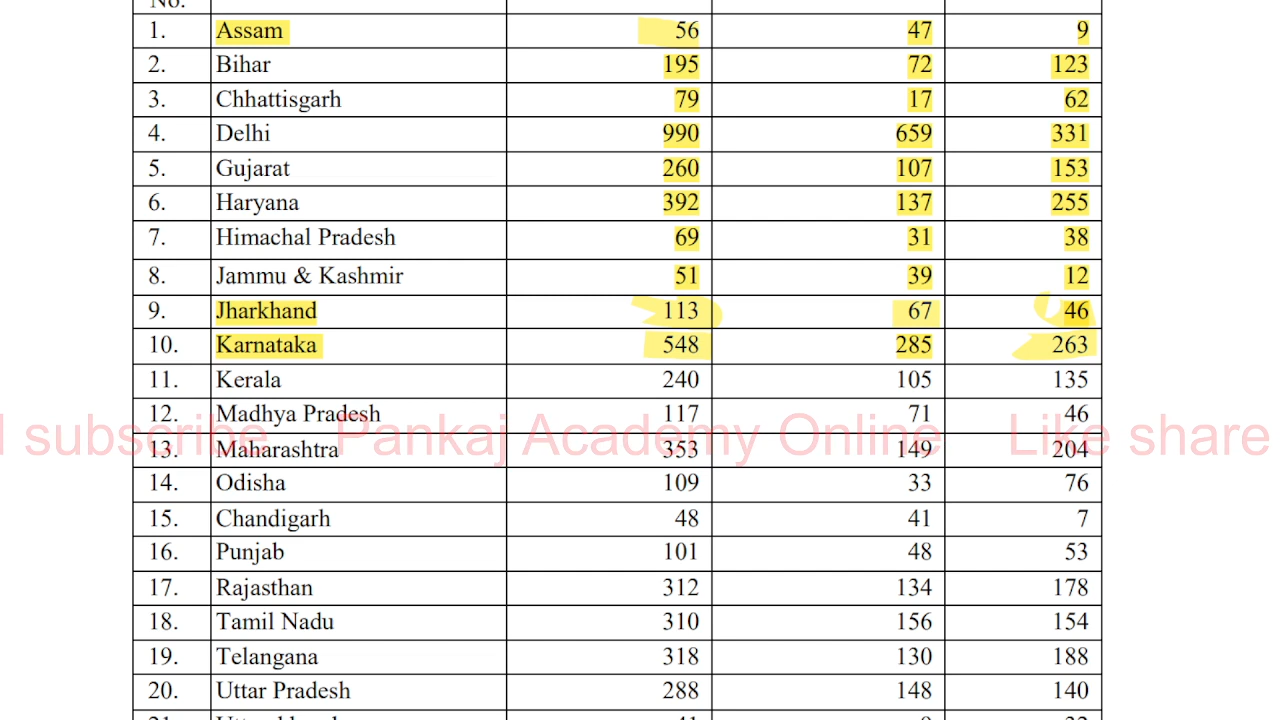 No.
1. Assam 56 47 9
2. Bihar 195 72 123
3. Chhattisgarh 79 17 62
4. Delhi 990 659 331
5. Gujarat 260 107 153
6. Haryana 392 137 255
7. Himachal Pradesh 69 31 38
8. Jammu & Kashmir 51 39 12
9. Jharkhand 113 67 46
10. Karnataka 548 285 263
11. Kerala 240 105 135
12. Madhya Pradesh 117 71 46
subscribe Pankaj Academy Online Like share
13. Maharashtra 353 149 204
14. Odisha 109 33 76
15. Chandigarh 48 41 7
16. Punjab 101 48 53
17. Rajasthan 312 134 178
18. Tamil Nadu 310 156 154
19. Telangana 318 130 188
20. Uttar Pradesh 288 148 140